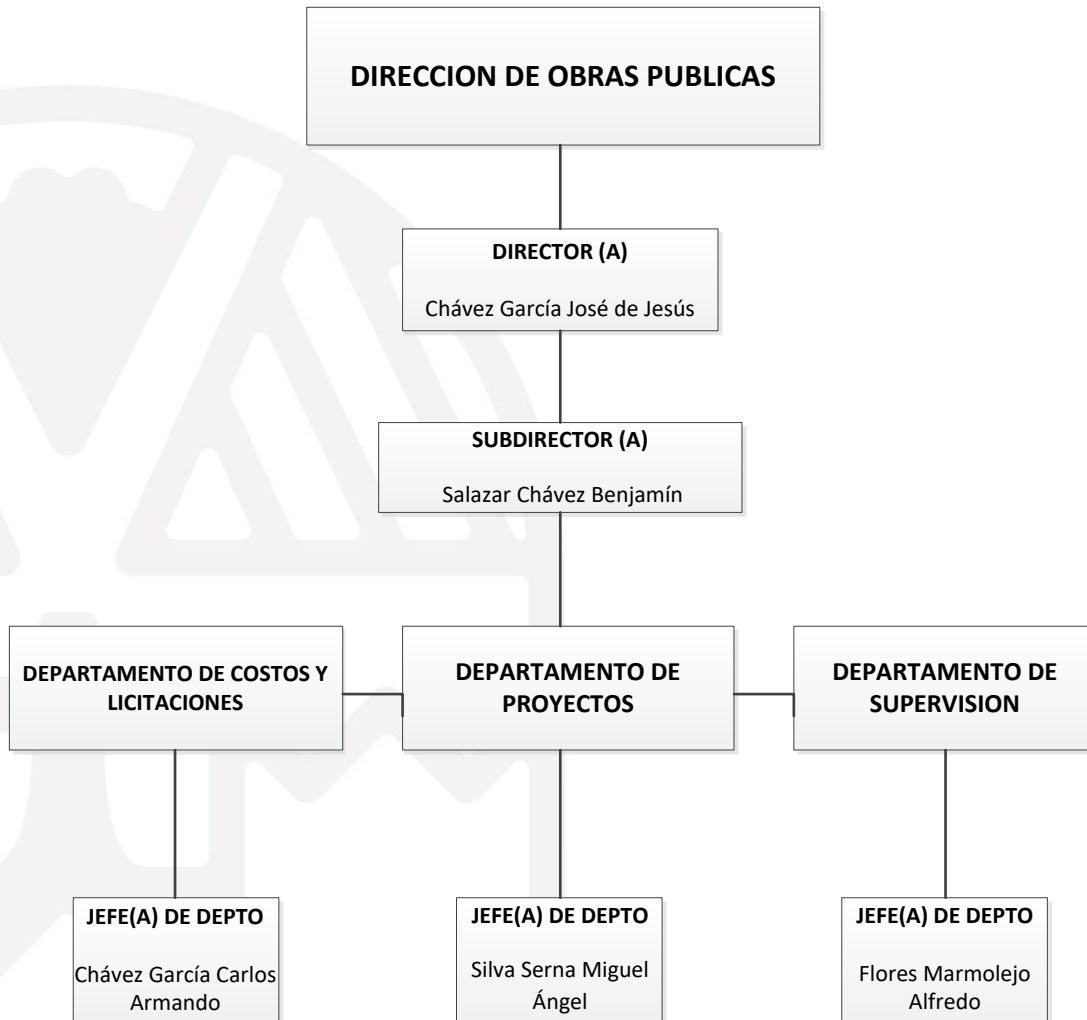 DIRECCION DE OBRAS PUBLICAS
DIRECTOR (A)
Chávez García José de Jesús
SUBDIRECTOR (A)
Salazar Chávez Benjamín
DEPARTAMENTO DE COSTOS Y
LICITACIONES
DEPARTAMENTO DE
PROYECTOS
DEPARTAMENTO DE
SUPERVISION
JEFE(A) DE DEPTO
Chávez García Carlos
Armando
JEFE(A) DE DEPTO
Silva Serna Miguel
Ángel
JEFE(A) DE DEPTO
Flores Marmolejo
Alfredo